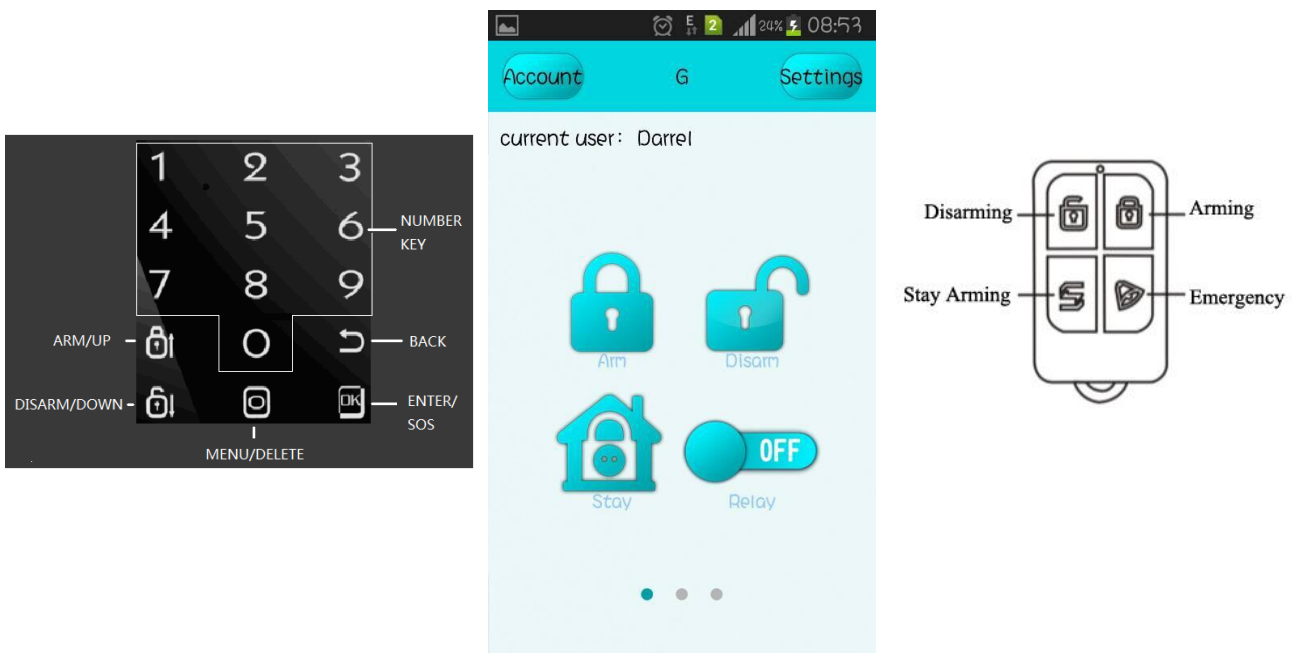 1 2 3
4 5 6
NUMBER
KEY
7 8 9
ARM/UP
0
BACK
DISARM/DOWN
OK
ENTER/
SOS
MENU/DELETE
E 2 24% 08:53
Account G Settings
current user: Darrel
Arm Disarm
OFF
Stay Relay
Disarming Arming
Stay Arming Emergency